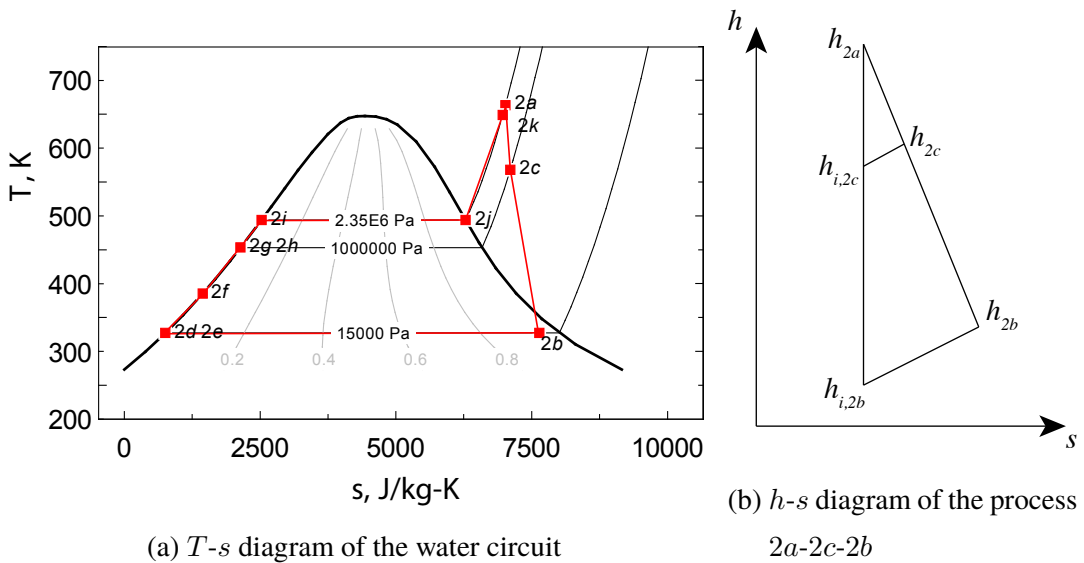 T, K
700
600
500
400
300
200
0
2500
5000
7500
10000
s, J/kg-K
2a
2k
2c
2i
2.35E6 Pa
2j
2g 2h
1000000 Pa
2f
2d 2e
15000 Pa
2b
0.2
0.4
0.6
0.8
(a) T-s diagram of the water circuit
h
h2a
h2c
hi,2c
h2b
hi,2b
s
(b) h-s diagram of the process
2a-2c-2b